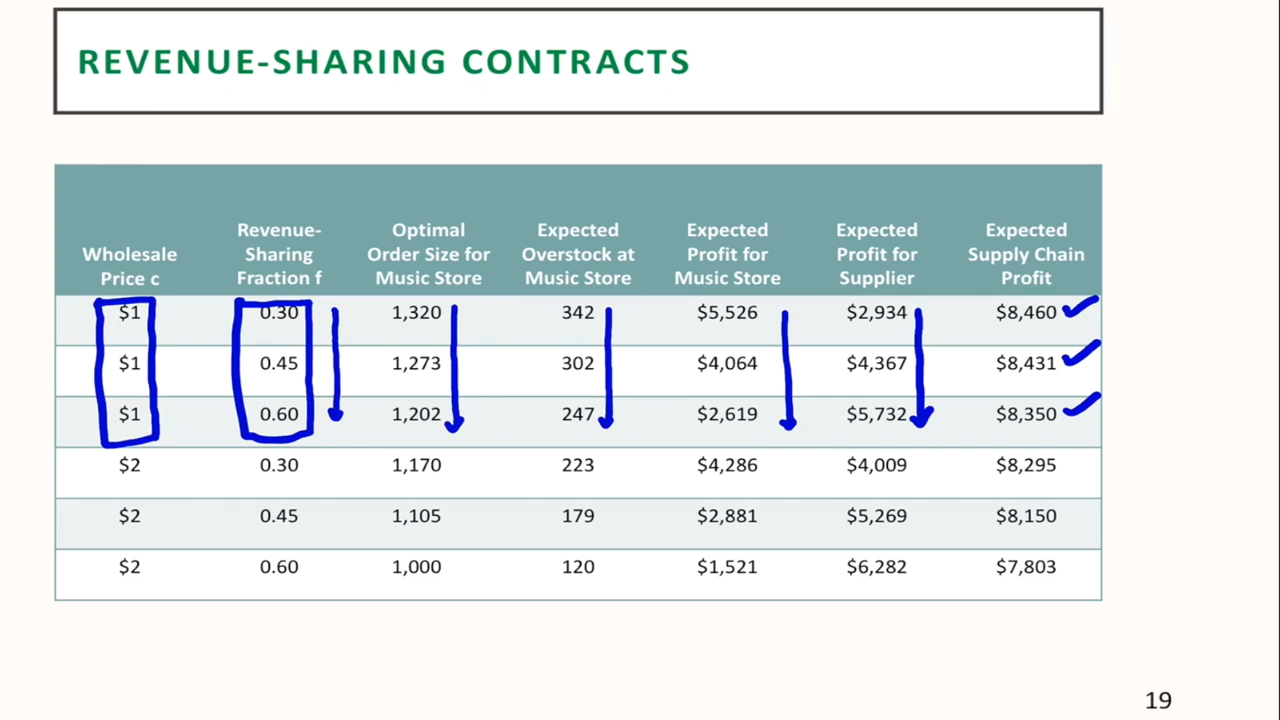 REVENUE-SHARING CONTRACTS
Wholesale Price c	Revenue-Sharing Fraction f	Optimal Order Size for Music Store	Expected Overstock at Music Store	Expected Profit for Music Store	Expected Profit for Supplier	Expected Supply Chain Profit
$1	0.30	1,320	342	$5,526	$2,934	$8,460
$1	0.45	1,273	302	$4,064	$4,367	$8,431
$1	0.60	1,202	247	$2,619	$5,732	$8,350
$2	0.30	1,170	223	$4,286	$4,009	$8,295
$2	0.45	1,105	179	$2,881	$5,269	$8,150
$2	0.60	1,000	120	$1,521	$6,282	$7,803
19